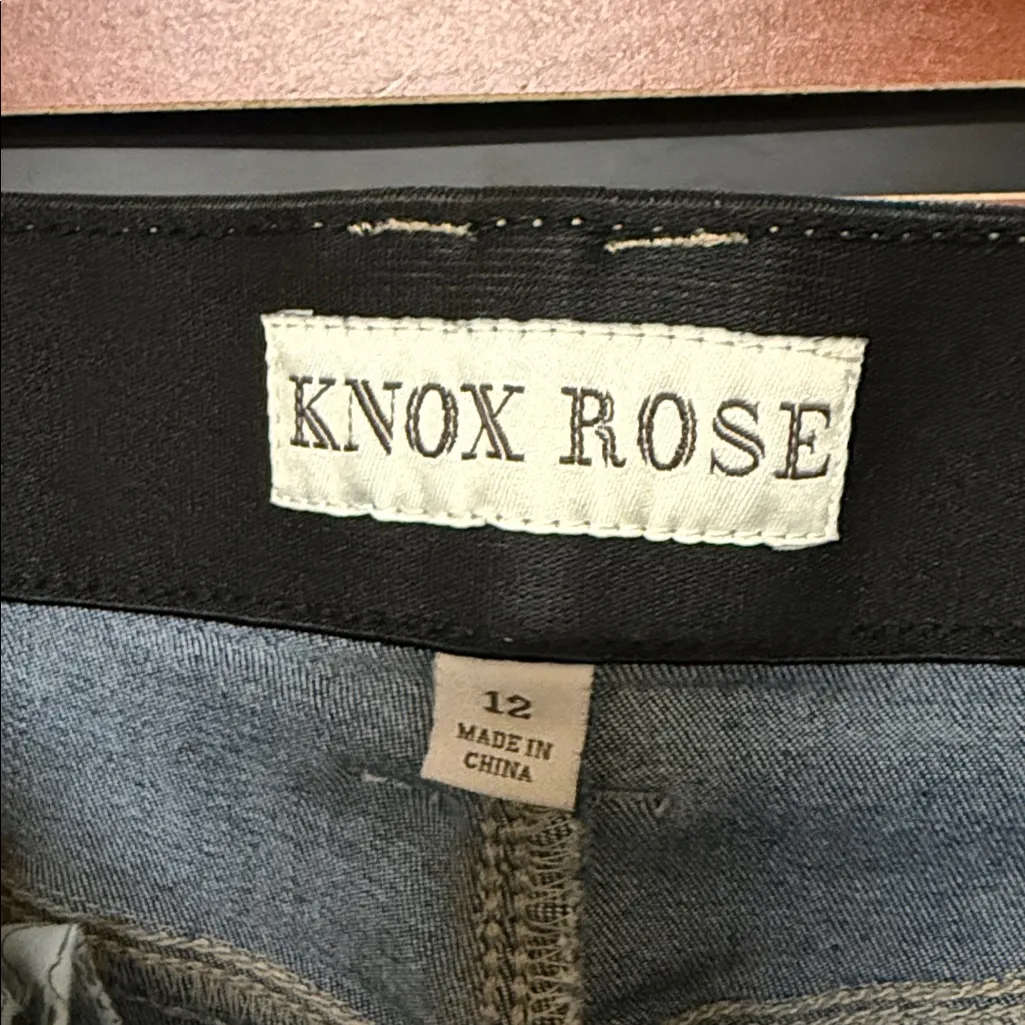 KNOX ROSE
12
MADE IN
CHINA